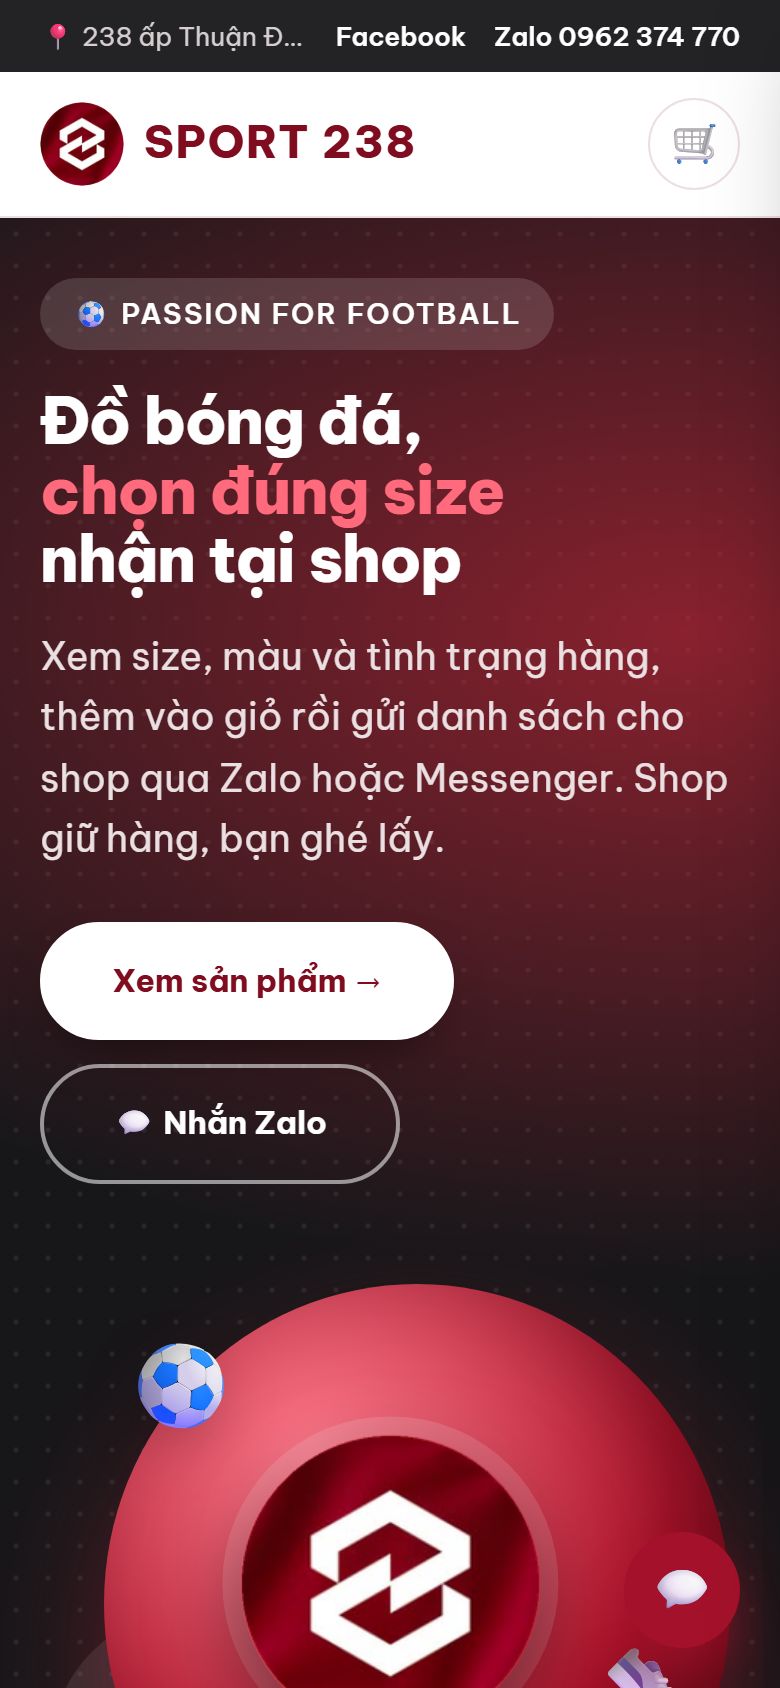 238 ấp Thuận Đ... Facebook Zalo 0962 374 770
SPORT 238
PASSION FOR FOOTBALL
Đồ bóng đá,
chọn đúng size
nhận tại shop
Xem size, màu và tình trạng hàng,
thêm vào giỏ rồi gửi danh sách cho
shop qua Zalo hoặc Messenger. Shop
giữ hàng, bạn ghé lấy.
Xem sản phẩm →
Nhắn Zalo